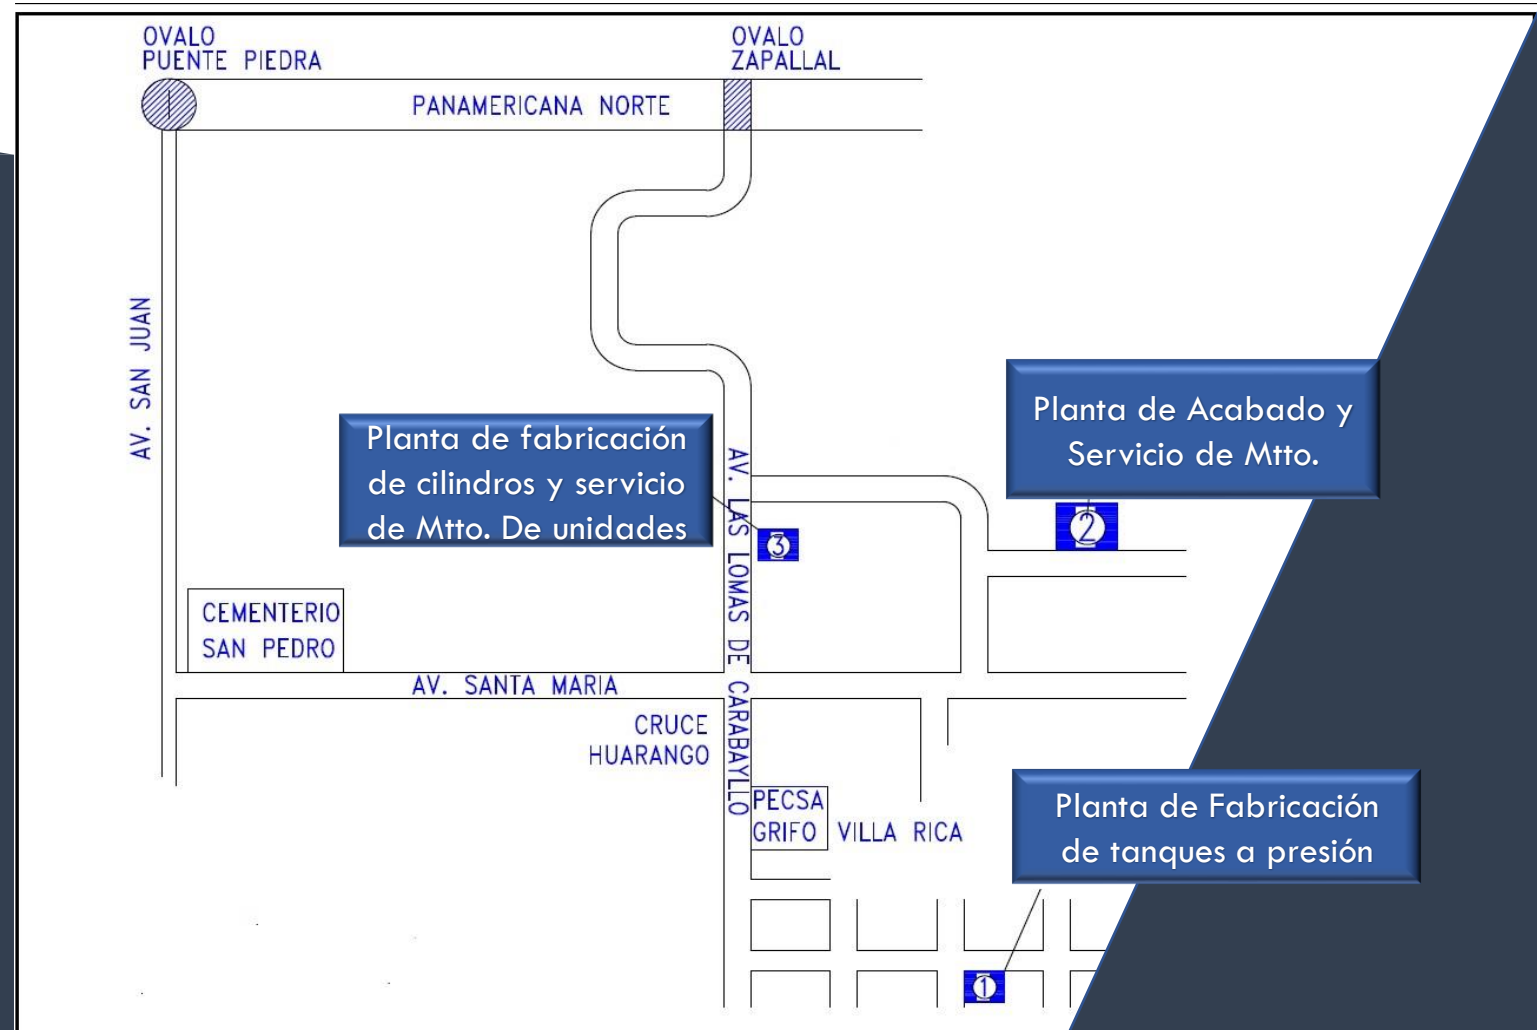 OVALO
PUENTE PIEDRA
OVALO
ZAPALLAL
PANAMERICANA NORTE
AV. SAN JUAN
Planta de Acabado y
Servicio de Mtto.
Planta de fabricación
de cilindros y servicio
de Mtto. De unidades
AV. LAS LOMAS DE CARABAYLLO
2
3
CEMENTERIO
SAN PEDRO
AV. SANTA MARIA
CRUCE
HUARANGO
PECSA
GRIFO VILLA RICA
Planta de Fabricación
de tanques a presión
1